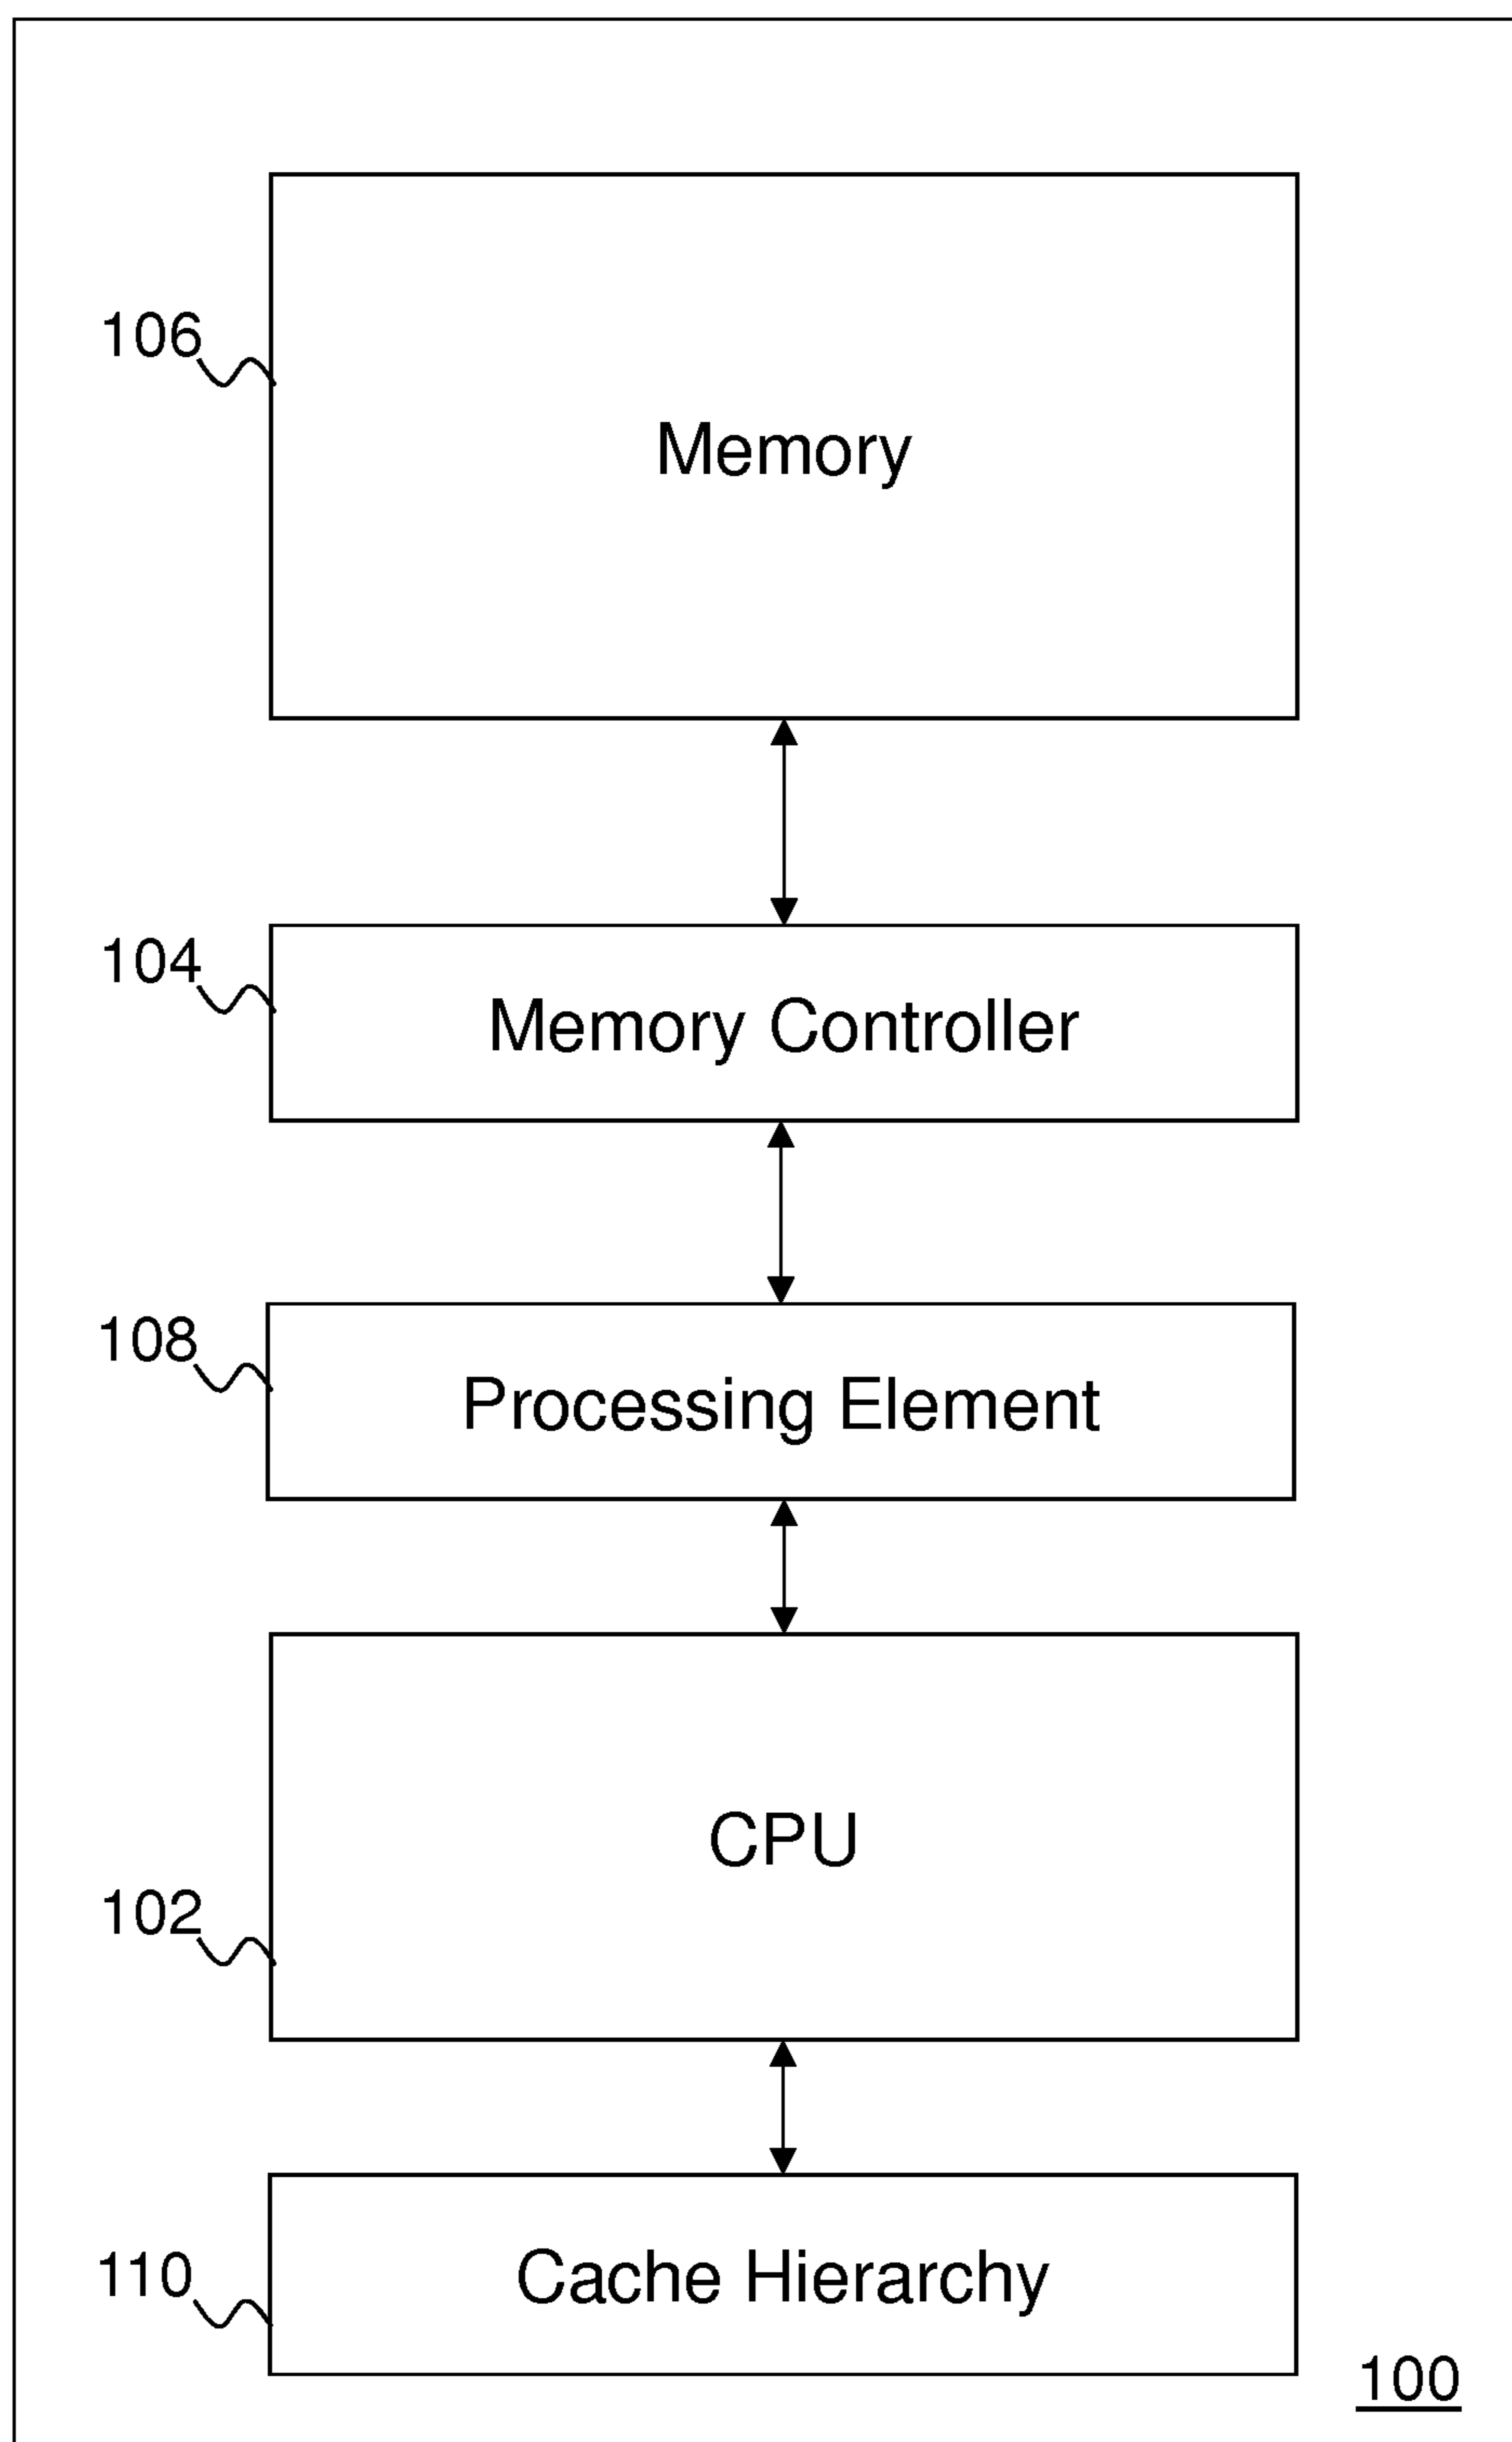 106
Memory
104
Memory Controller
108
Processing Element
CPU
102
110
Cache Hierarchy
100